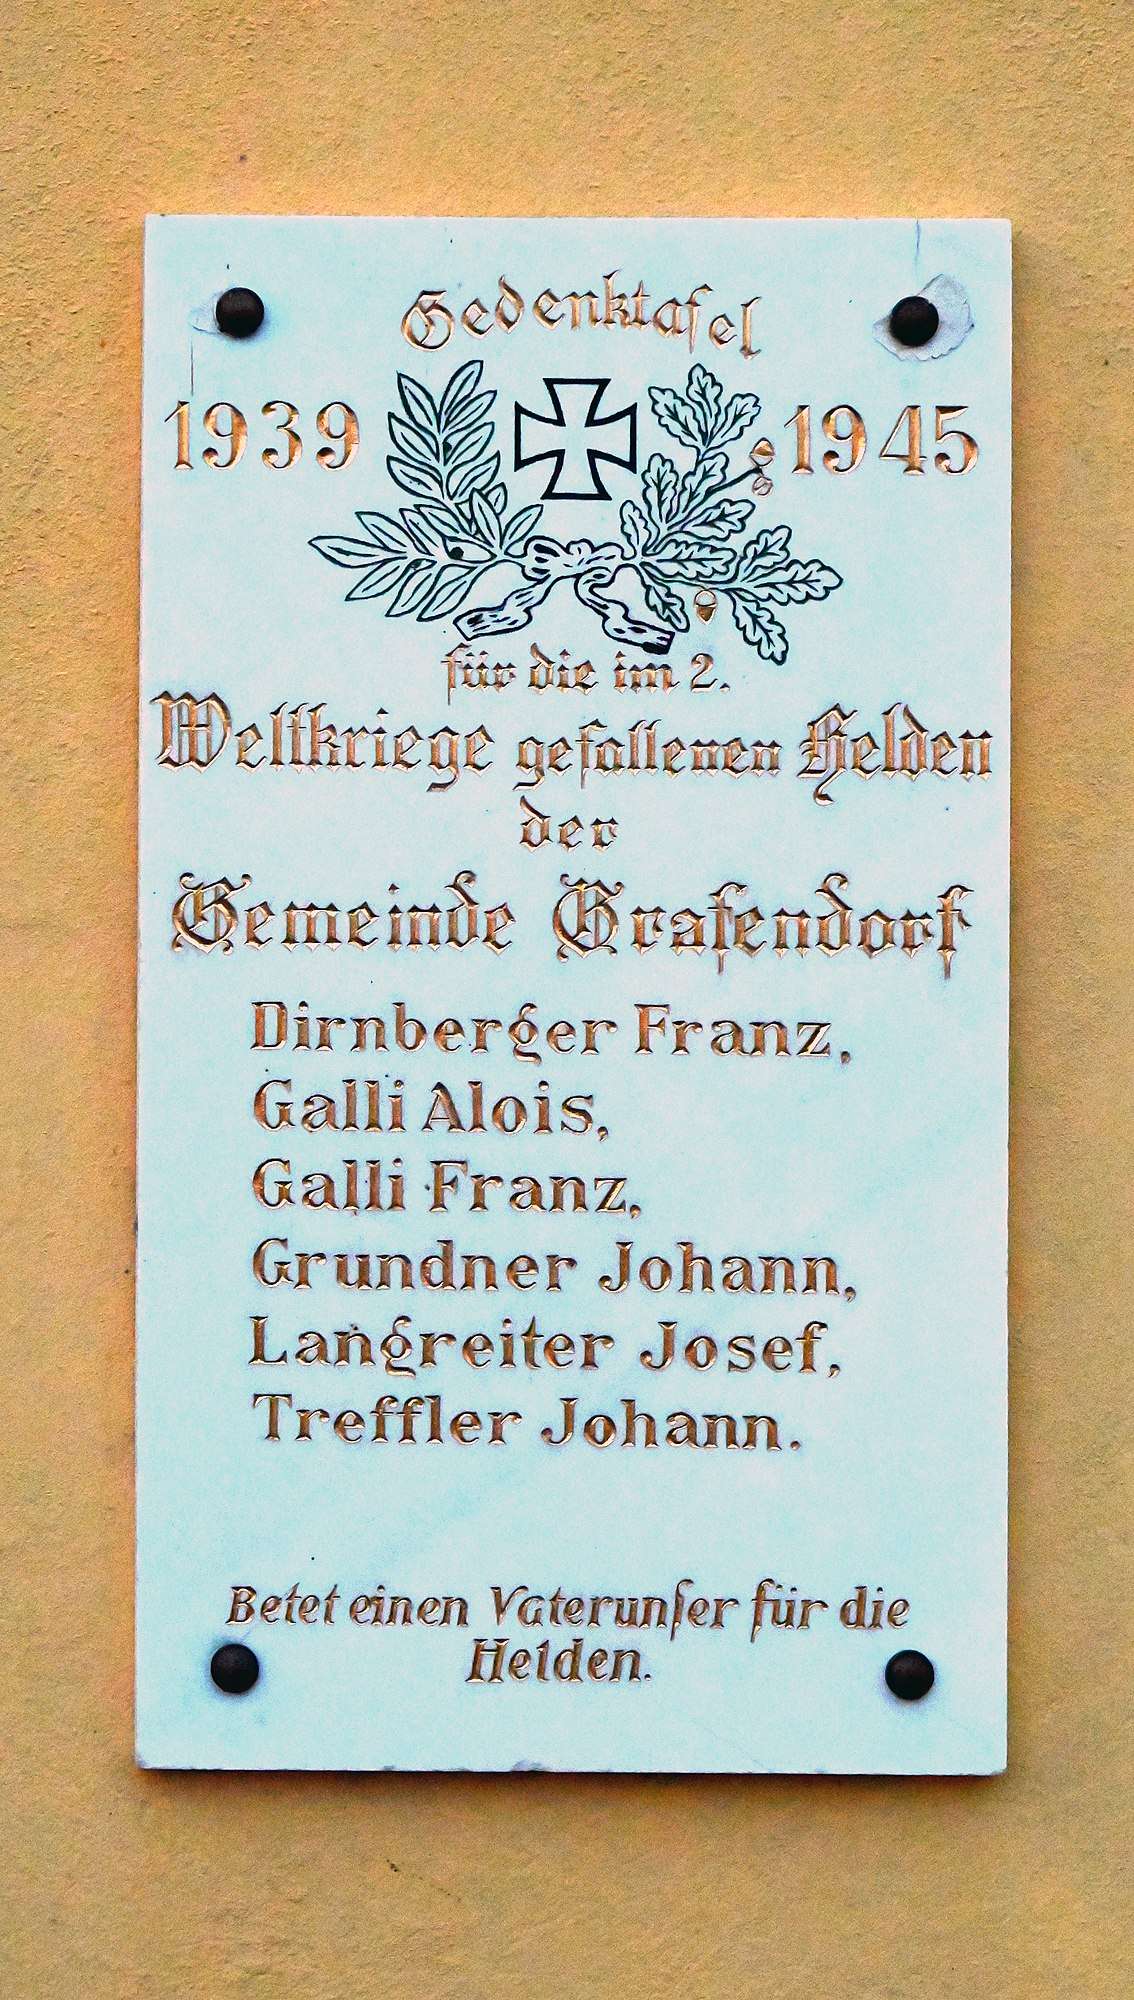 Gedenktafel
1939 1945
für die im 2.
Weltkriege gefallenen Helden
der
Gemeinde Grafendorf
Dirnberger Franz,
Galli Alois,
Galli Franz,
Grundner Johann,
Langreiter Josef,
Treffler Johann.
Betet einen Vaterunſer für die
Helden.